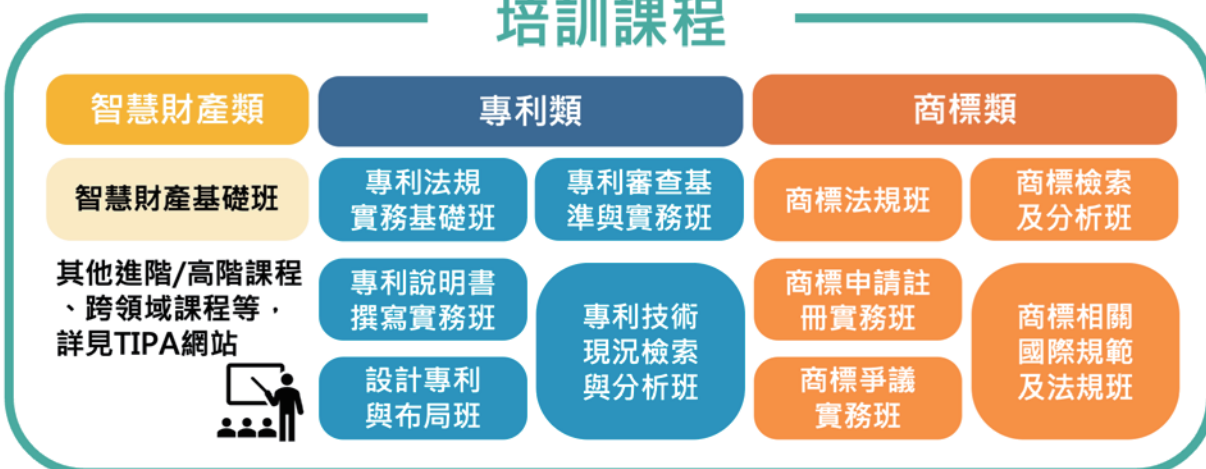 培訓課程
智慧財產類
專利類
商標類
智慧財產基礎班
專利法規
實務基礎班
專利審查基
準與實務班
商標法規班
商標檢索
及分析班
其他進階/高階課程
、跨領域課程等，
詳見TIPA網站
專利說明書
撰寫實務班
專利技術
現況檢索
與分析班
商標申請註
冊實務班
商標相關
國際規範
及法規班
設計專利
與布局班
商標爭議
實務班